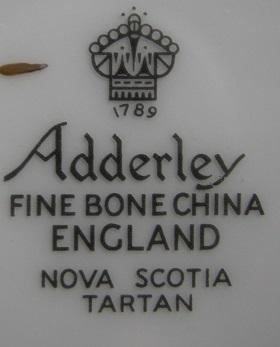 1789
Adderley
FINE BONE CHINA
ENGLAND
NOVA SCOTIA
TARTAN